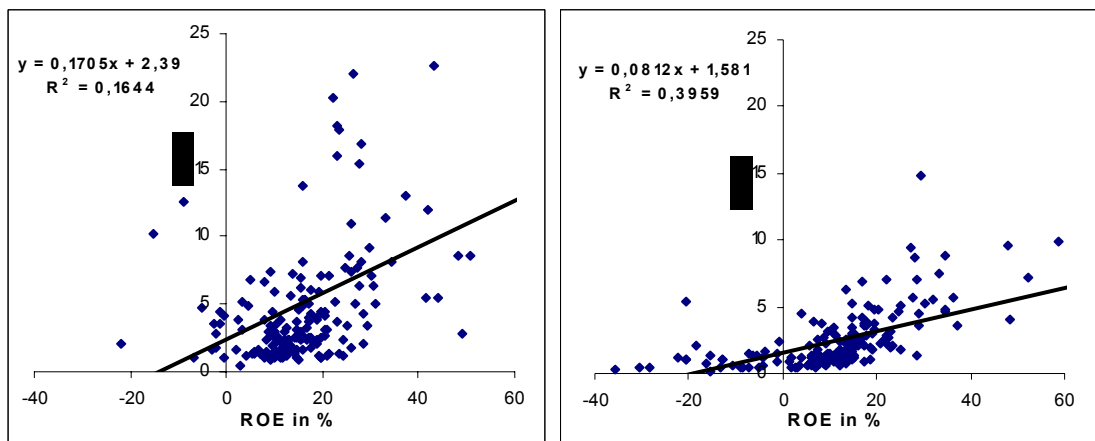 25
y = 0,1705x + 2,39
R² = 0,1644
20
15
10
5
0
-40 -20 0 20 40 60
ROE in %
25
y = 0,0812x + 1,581
R² = 0,3959
20
15
10
5
0
-40 -20 0 20 40 60
ROE in %